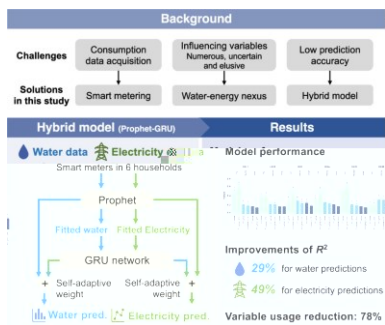 Background
Challenges
Consumption
data acquisition
Influencing variables
Numerous, uncertain
and elusive
Low prediction
accuracy
Solutions
in this study
Smart metering
Water-energy nexus
Hybrid model
Hybrid model (Prophet-GRU)
Water data
Electricity
Smart meters in 6 households
Prophet
Fitted water
Fitted Electricity
GRU network
+ Self-adaptive
weight
Self-adaptive +
weight
Water pred.
Electricity pred.
Results
Model performance
Improvements of R²
29% for water predictions
49% for electricity predictions
Variable usage reduction: 78%